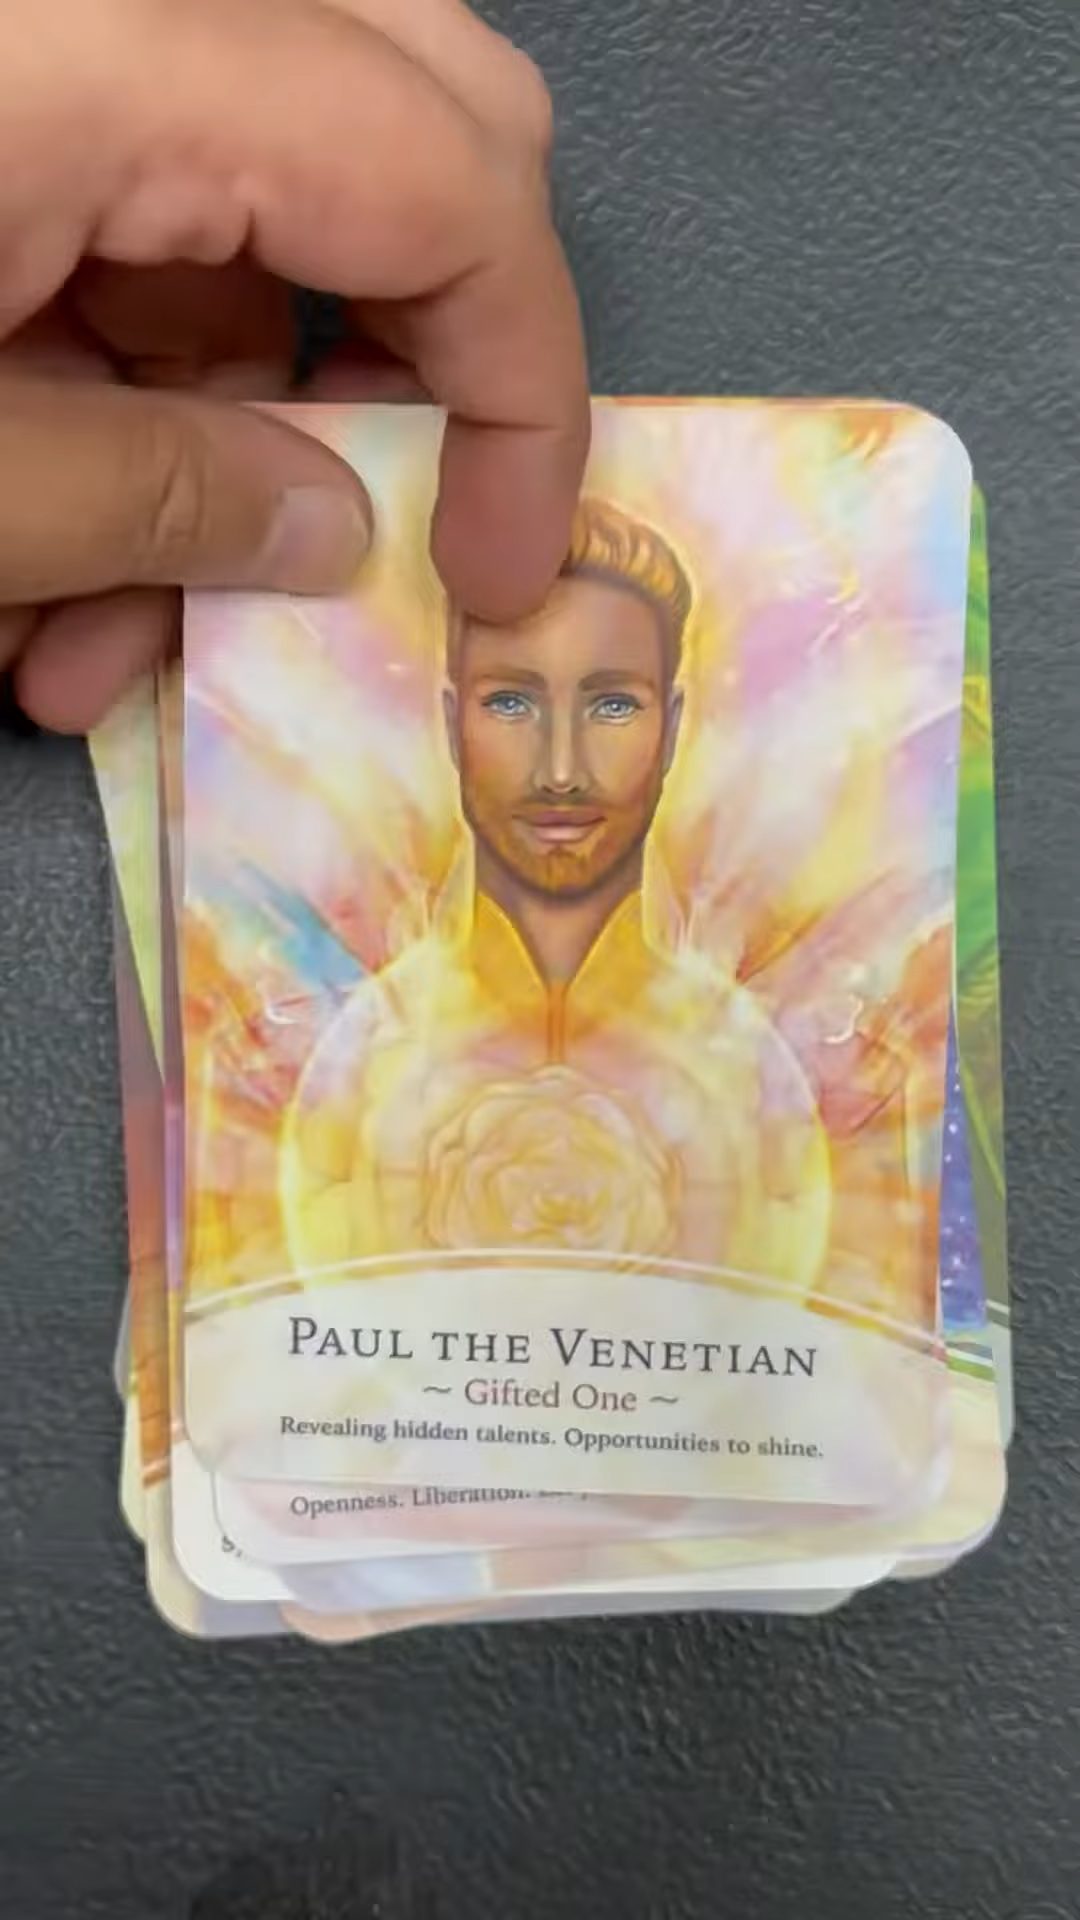 PAUL THE VENETIAN
~ Gifted One ~
Revealing hidden talents. Opportunities to shine.
Openness. Liberation.